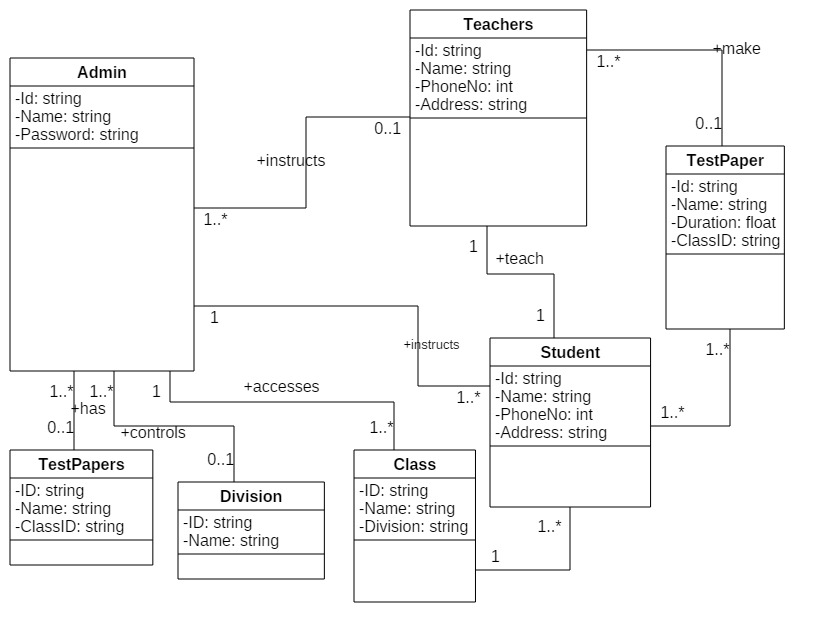 Teachers
-Id: string
-Name: string
-PhoneNo: int
-Address: string
1..*
+make
0..1
Admin
-Id: string
-Name: string
-Password: string
0..1
+instructs
1..*
TestPaper
-Id: string
-Name: string
-Duration: float
-ClassID: string
1
+teach
1
1
+instructs
1..*
Student
-Id: string
-Name: string
-PhoneNo: int
-Address: string
1..*
1..*
1..*
+has
0..1
1..*
+controls
0..1
1
+accesses
1..*
TestPapers
-ID: string
-Name: string
-ClassID: string
Division
-ID: string
-Name: string
Class
-ID: string
-Name: string
-Division: string
1..*
1